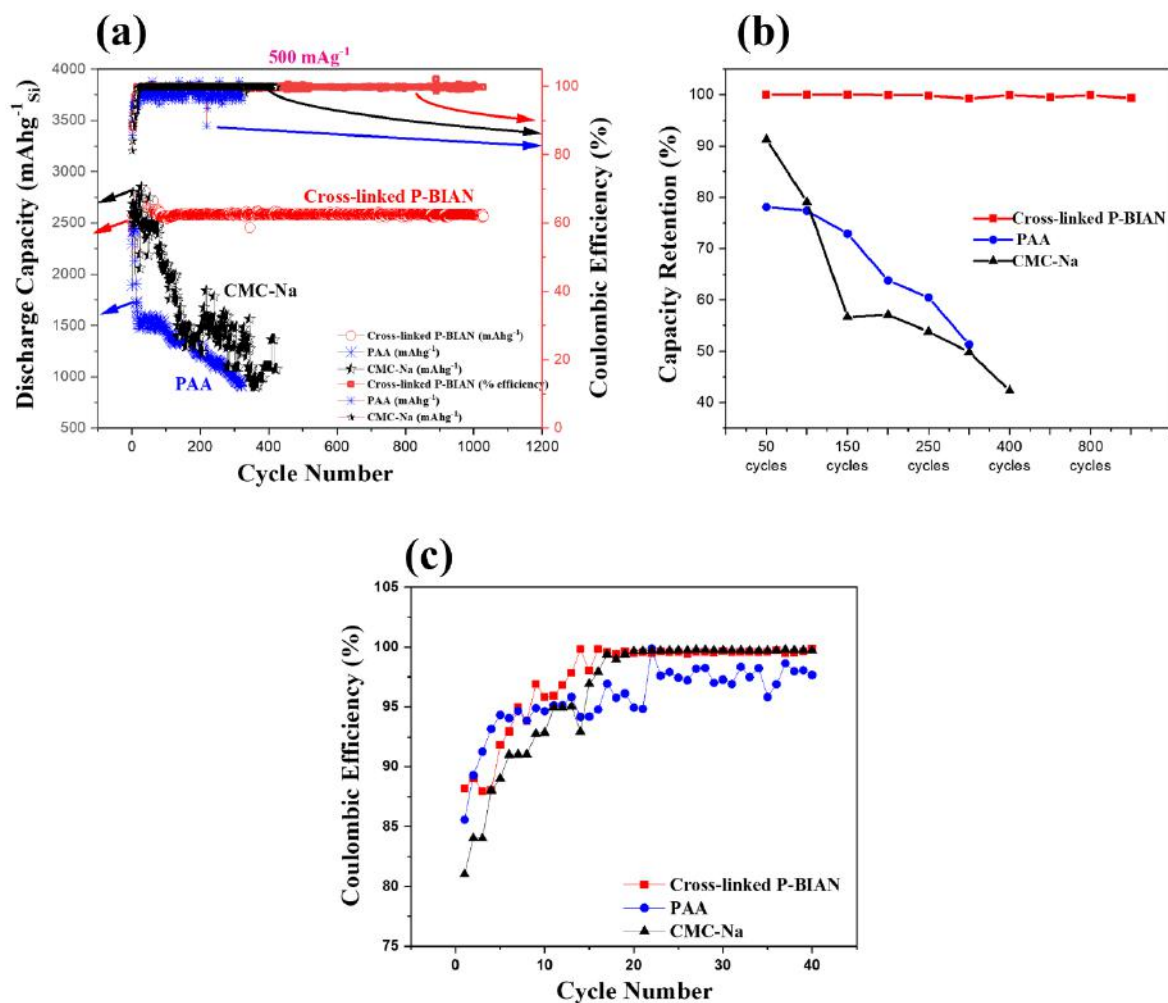 (a)
500 mAg⁻¹
Discharge Capacity (mAhg⁻¹Si)
4000
3500
3000
2500
2000
1500
1000
500
Cross-linked P-BIAN
CMC-Na
PAA
Cross-linked P-BIAN (mAhg⁻¹)
PAA (mAhg⁻¹)
CMC-Na (mAhg⁻¹)
Cross-linked P-BIAN (% efficiency)
PAA (mAhg⁻¹)
CMC-Na (mAhg⁻¹)
100
80
60
40
20
0
Coulombic Efficiency (%)
0 200 400 600 800 1000 1200
Cycle Number
(b)
Capacity Retention (%)
100
90
80
70
60
50
40
Cross-linked P-BIAN
PAA
CMC-Na
50 150 250 400 800
cycles cycles cycles cycles cycles
(c)
Coulombic Efficiency (%)
105
100
95
90
85
80
75
Cross-linked P-BIAN
PAA
CMC-Na
0 10 20 30 40
Cycle Number